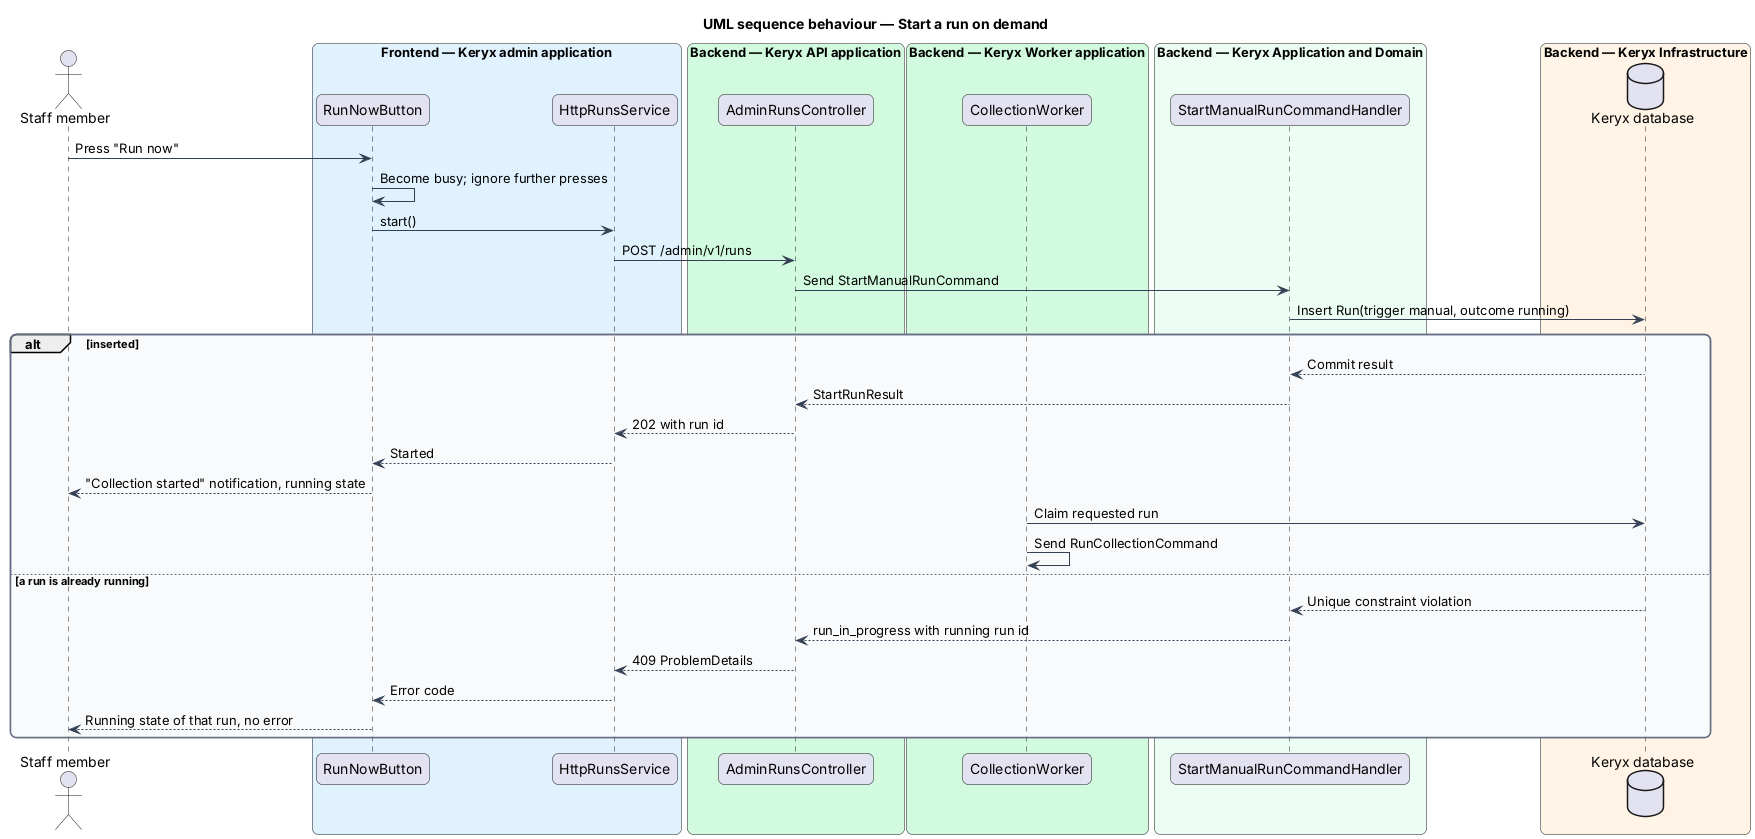 UML sequence behaviour — Start a run on demand
Frontend — Keryx admin application
Backend — Keryx API application
Backend — Keryx Worker application
Backend — Keryx Application and Domain
Backend — Keryx Infrastructure
Staff member
RunNowButton
HttpRunsService
AdminRunsController
CollectionWorker
StartManualRunCommandHandler
Keryx database
Press "Run now"
Become busy; ignore further presses
start()
POST /admin/v1/runs
Send StartManualRunCommand
Insert Run(trigger manual, outcome running)
alt
[inserted]
Commit result
StartRunResult
202 with run id
Started
"Collection started" notification, running state
Claim requested run
Send RunCollectionCommand
[a run is already running]
Unique constraint violation
run_in_progress with running run id
409 ProblemDetails
Error code
Running state of that run, no error
Staff member
RunNowButton
HttpRunsService
AdminRunsController
CollectionWorker
StartManualRunCommandHandler
Keryx database